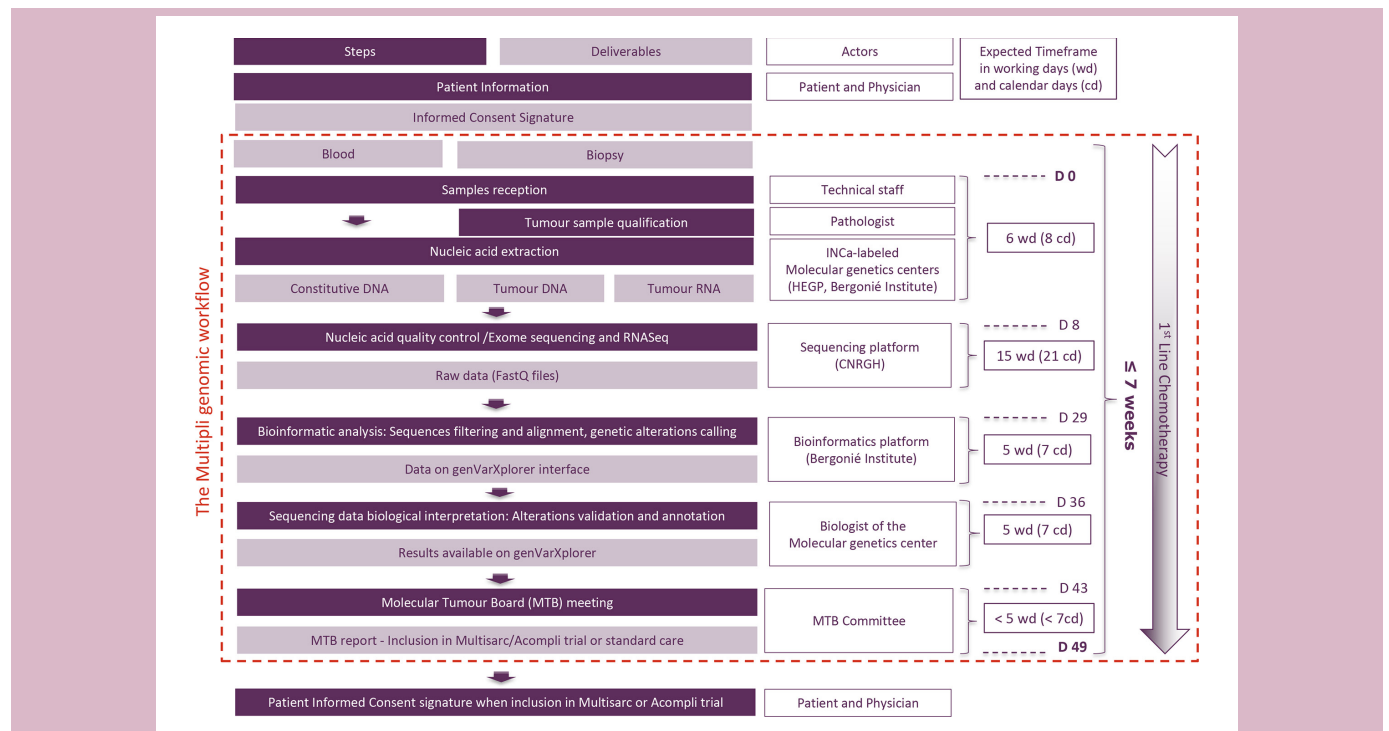 Steps
Deliverables
Actors
Expected Timeframe
in working days (wd)
and calendar days (cd)
Patient Information
Patient and Physician
Informed Consent Signature
The Multipli genomic workflow
Blood
Biopsy
D 0
Samples reception
Technical staff
Tumour sample qualification
Pathologist
6 wd (8 cd)
Nucleic acid extraction
INCa-labeled
Molecular genetics centers
(HEGP, Bergonié Institute)
Constitutive DNA
Tumour DNA
Tumour RNA
D 8
Nucleic acid quality control /Exome sequencing and RNASeq
Sequencing platform
(CNRGH)
15 wd (21 cd)
Raw data (FastQ files)
≤ 7 weeks
1st Line Chemotherapy
D 29
Bioinformatic analysis: Sequences filtering and alignment, genetic alterations calling
Bioinformatics platform
(Bergonié Institute)
5 wd (7 cd)
Data on genVarXplorer interface
D 36
Sequencing data biological interpretation: Alterations validation and annotation
Biologist of the
Molecular genetics center
5 wd (7 cd)
Results available on genVarXplorer
D 43
Molecular Tumour Board (MTB) meeting
MTB Committee
< 5 wd (< 7cd)
MTB report - Inclusion in Multisarc/Acompli trial or standard care
D 49
Patient Informed Consent signature when inclusion in Multisarc or Acompli trial
Patient and Physician